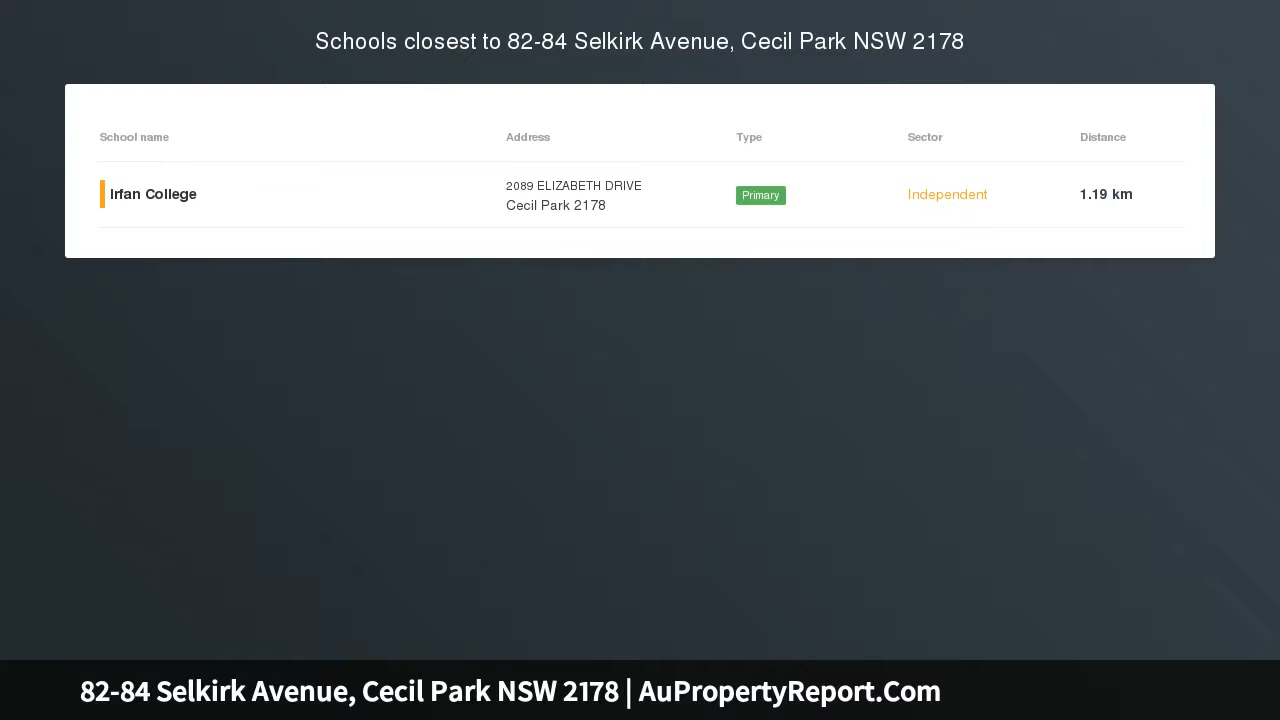 Schools closest to 82-84 Selkirk Avenue, Cecil Park NSW 2178
School name Address Type Sector Distance
Irfan College 2089 ELIZABETH DRIVE Primary Independent 1.19 km
Cecil Park 2178
82-84 Selkirk Avenue, Cecil Park NSW 2178 | AuPropertyReport.Com